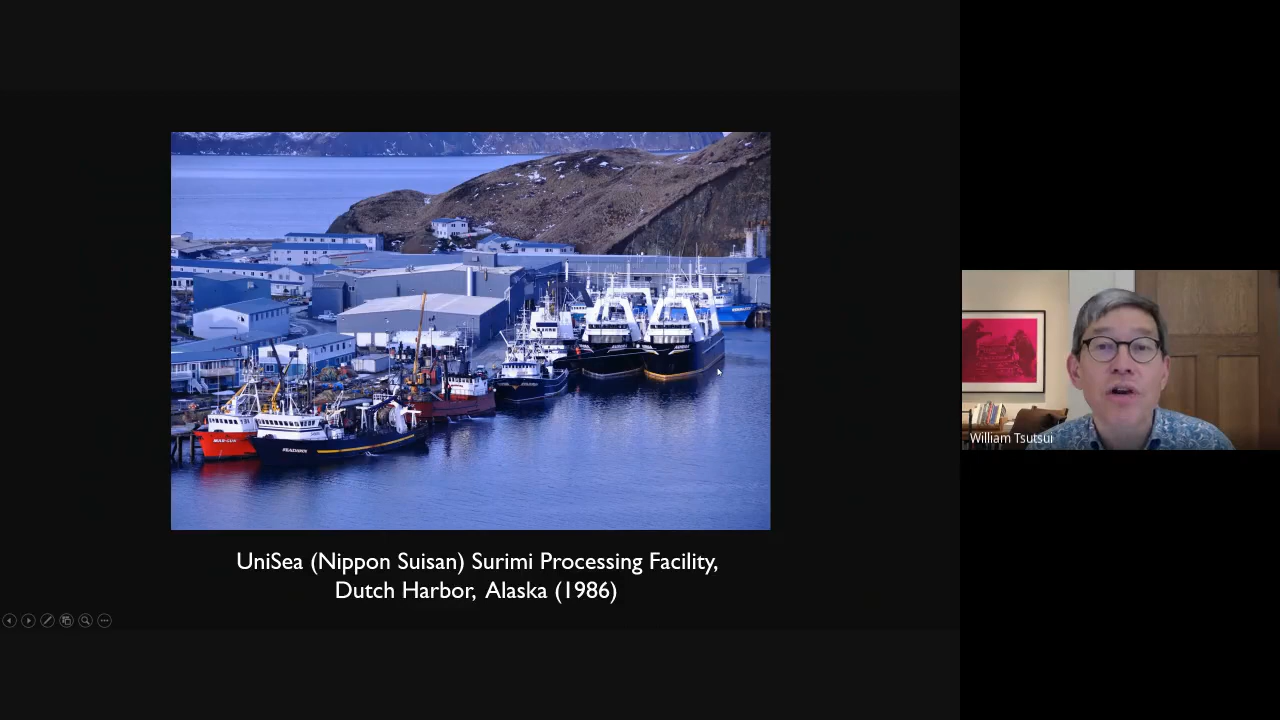 UniSea (Nippon Suisan) Surimi Processing Facility,
Dutch Harbor, Alaska (1986)
William Tsutsui